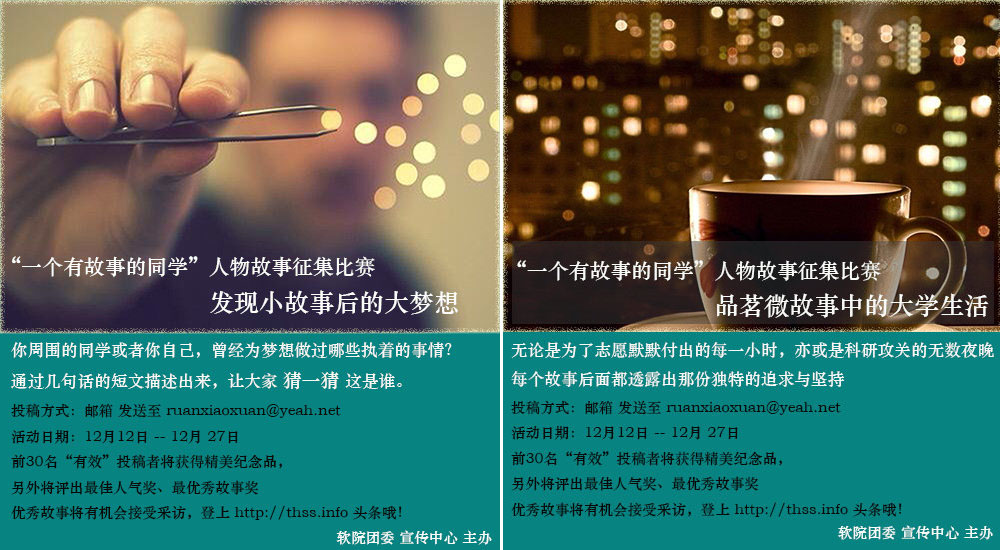 “一个有故事的同学”人物故事征集比赛
发现小故事后的大梦想
你周围的同学或者你自己，曾经为梦想做过哪些执着的事情?
通过几句话的短文描述出来，让大家 猜一猜 这是谁。
投稿方式：邮箱 发送至 ruanxiaoxuan@yeah.net
活动日期：12月12日 -- 12月 27日
前30名“有效”投稿者将获得精美纪念品，
另外将评出最佳人气奖、最优秀故事奖
优秀故事将有机会接受采访，登上 http://thss.info 头条哦!
软院团委 宣传中心 主办
“一个有故事的同学”人物故事征集比赛
品茗微故事中的大学生活
无论是为了志愿默默付出的每一小时，亦或是科研攻关的无数夜晚
每个故事后面都透露出那份独特的追求与坚持
投稿方式：邮箱 发送至 ruanxiaoxuan@yeah.net
活动日期：12月12日 -- 12月 27日
前30名“有效”投稿者将获得精美纪念品，
另外将评出最佳人气奖、最优秀故事奖
优秀故事将有机会接受采访，登上 http://thss.info 头条哦!
软院团委 宣传中心 主办